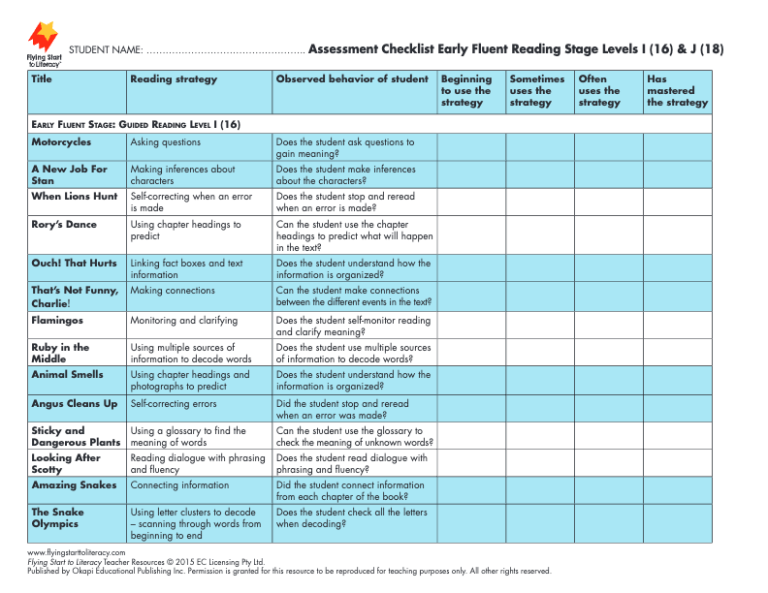 Flying Start
to Literacy™
STUDENT NAME: ................................................. Assessment Checklist Early Fluent Reading Stage Levels I (16) & J (18)
Title
Reading strategy
Observed behavior of student
Beginning
to use the
strategy
Sometimes
uses the
strategy
Often
uses the
strategy
Has
mastered
the strategy
EARLY FLUENT STAGE: GUIDED READING LEVEL I (16)
Motorcycles
Asking questions
Does the student ask questions to
gain meaning?
A New Job For
Stan
Making inferences about
characters
Does the student make inferences
about the characters?
When Lions Hunt
Self-correcting when an error
is made
Does the student stop and reread
when an error is made?
Rory's Dance
Using chapter headings to
predict
Can the student use the chapter
headings to predict what will happen
in the text?
Ouch! That Hurts
Linking fact boxes and text
information
Does the student understand how the
information is organized?
That's Not Funny,
Charlie!
Making connections
Can the student make connections
between the different events in the text?
Flamingos
Monitoring and clarifying
Does the student self-monitor reading
and clarify meaning?
Ruby in the
Middle
Using multiple sources of
information to decode words
Does the student use multiple sources
of information to decode words?
Animal Smells
Using chapter headings and
photographs to predict
Does the student understand how the
information is organized?
Angus Cleans Up
Self-correcting errors
Did the student stop and reread
when an error was made?
Sticky and
Dangerous Plants
Using a glossary to find the
meaning of words
Can the student use the glossary to
check the meaning of unknown words?
Looking After
Scotty
Reading dialogue with phrasing
and fluency
Does the student read dialogue with
phrasing and fluency?
Amazing Snakes
Connecting information
Did the student connect information
from each chapter of the book?
The Snake
Olympics
Using letter clusters to decode
– scanning through words from
beginning to end
Does the student check all the letters
when decoding?
www.flyingstarttoliteracy.com
Flying Start to Literacy Teacher Resources © 2015 EC Licensing Pty Ltd.
Published by Okapi Educational Publishing Inc. Permission is granted for this resource to be reproduced for teaching purposes only. All other rights reserved.